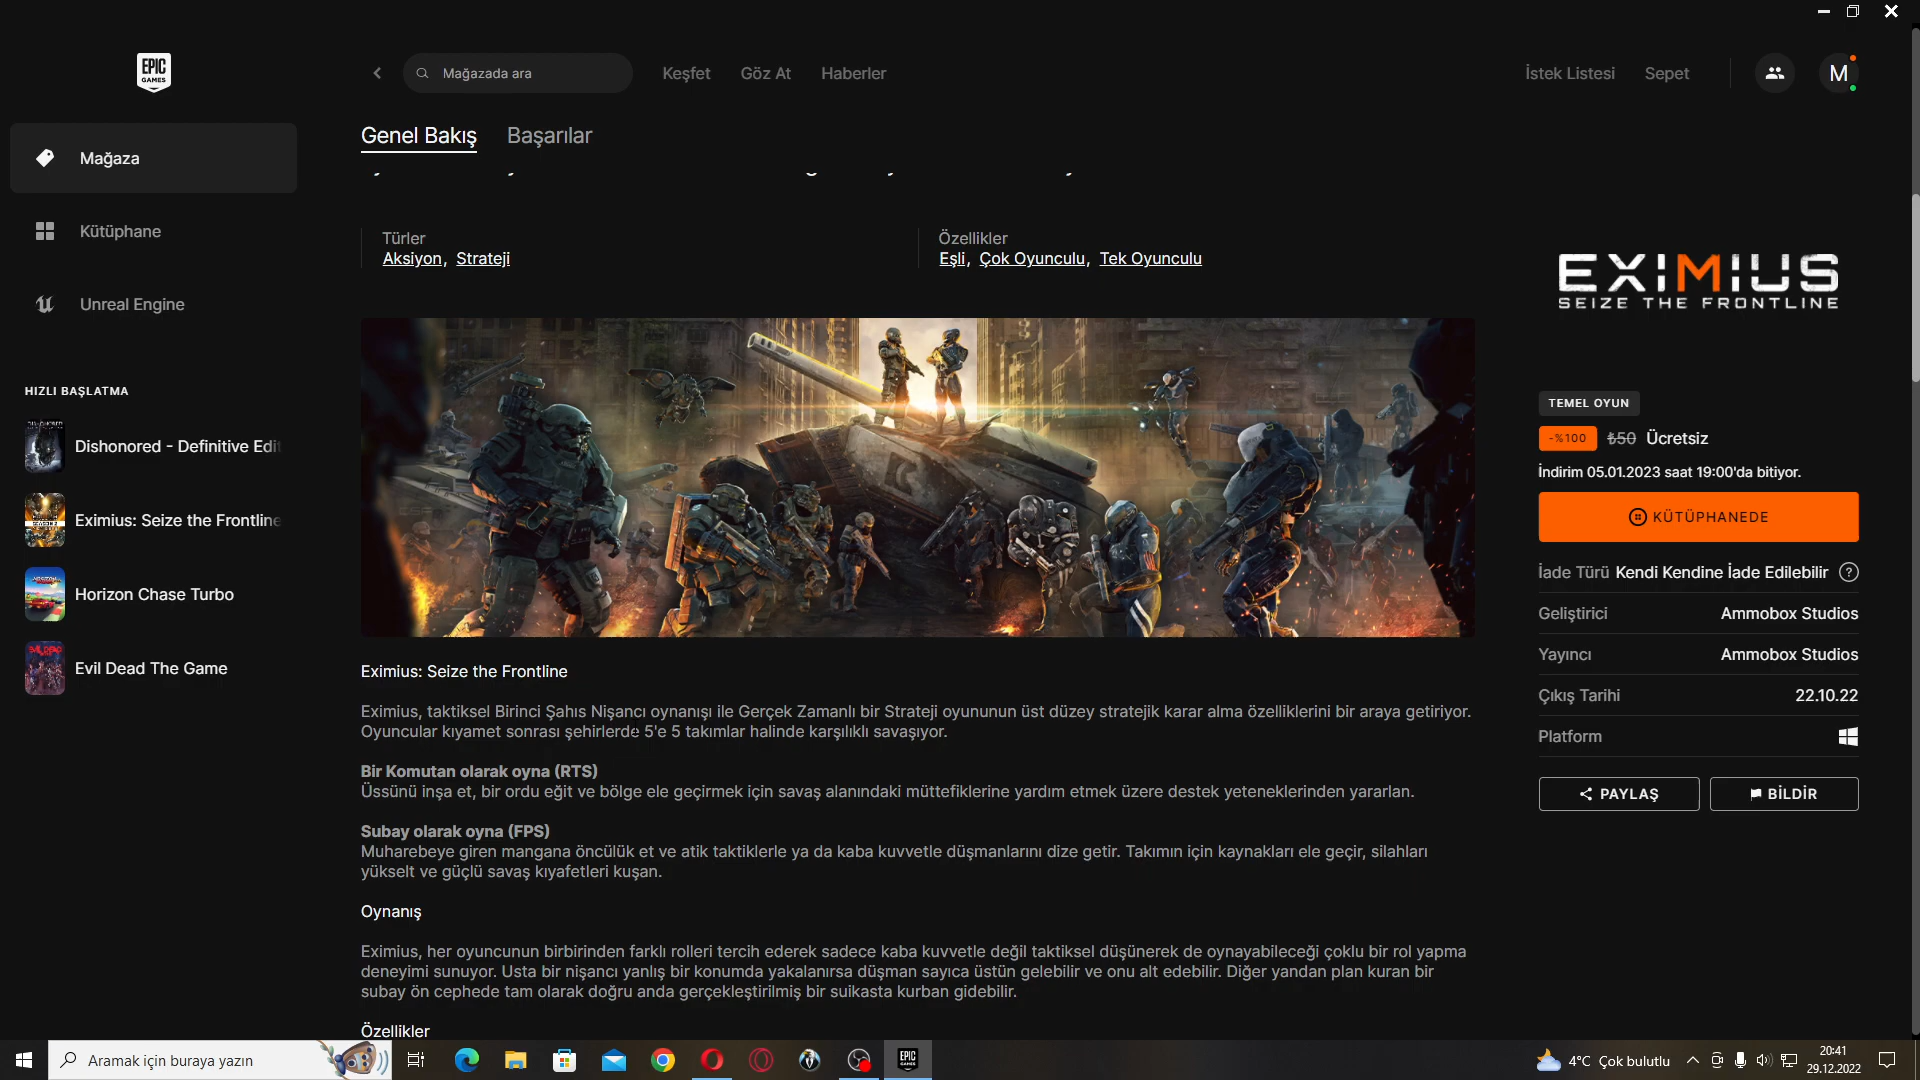 EPIC
GAMES
Mağazada ara
Keşfet
Göz At
Haberler
İstek Listesi
Sepet
M
Mağaza
Kütüphane
Unreal Engine
HIZLI BAŞLATMA
Dishonored - Definitive Edit
Eximius: Seize the Frontline
Horizon Chase Turbo
Evil Dead The Game
Genel Bakış
Başarılar
Türler
Aksiyon, Strateji
Özellikler
Eşli, Çok Oyunculu, Tek Oyunculu
Eximius: Seize the Frontline
Eximius, taktiksel Birinci Şahıs Nişancı oynanışı ile Gerçek Zamanlı bir Strateji oyununun üst düzey stratejik karar alma özelliklerini bir araya getiriyor.
Oyuncular kıyamet sonrası şehirlerde 5'e 5 takımlar halinde karşılıklı savaşıyor.
Bir Komutan olarak oyna (RTS)
Üssünü inşa et, bir ordu eğit ve bölge ele geçirmek için savaş alanındaki müttefiklerine yardım etmek üzere destek yeteneklerinden yararlan.
Subay olarak oyna (FPS)
Muharebeye giren mangana öncülük et ve atik taktiklerle ya da kaba kuvvetle düşmanlarını dize getir. Takımın için kaynakları ele geçir, silahları
yükselt ve güçlü savaş kıyafetleri kuşan.
Oynanış
Eximius, her oyuncunun birbirinden farklı rolleri tercih ederek sadece kaba kuvvetle değil taktiksel düşünerek de oynayabileceği çoklu bir rol yapma
deneyimi sunuyor. Usta bir nişancı yanlış bir konumda yakalanırsa düşman sayıca üstün gelebilir ve onu alt edebilir. Diğer yandan plan kuran bir
subay ön cephede tam olarak doğru anda gerçekleştirilmiş bir suikasta kurban gidebilir.
Özellikler
EXIMIUS
SEIZE THE FRONTLINE
TEMEL OYUN
-%100 ₺50 Ücretsiz
İndirim 05.01.2023 saat 19:00'da bitiyor.
KÜTÜPHANEDE
İade Türü Kendi Kendine İade Edilebilir ?
Geliştirici Ammobox Studios
Yayıncı Ammobox Studios
Çıkış Tarihi 22.10.22
Platform
PAYLAŞ
BİLDİR
Aramak için buraya yazın
EPIC
GAMES
4°C Çok bulutlu
20:41
29.12.2022